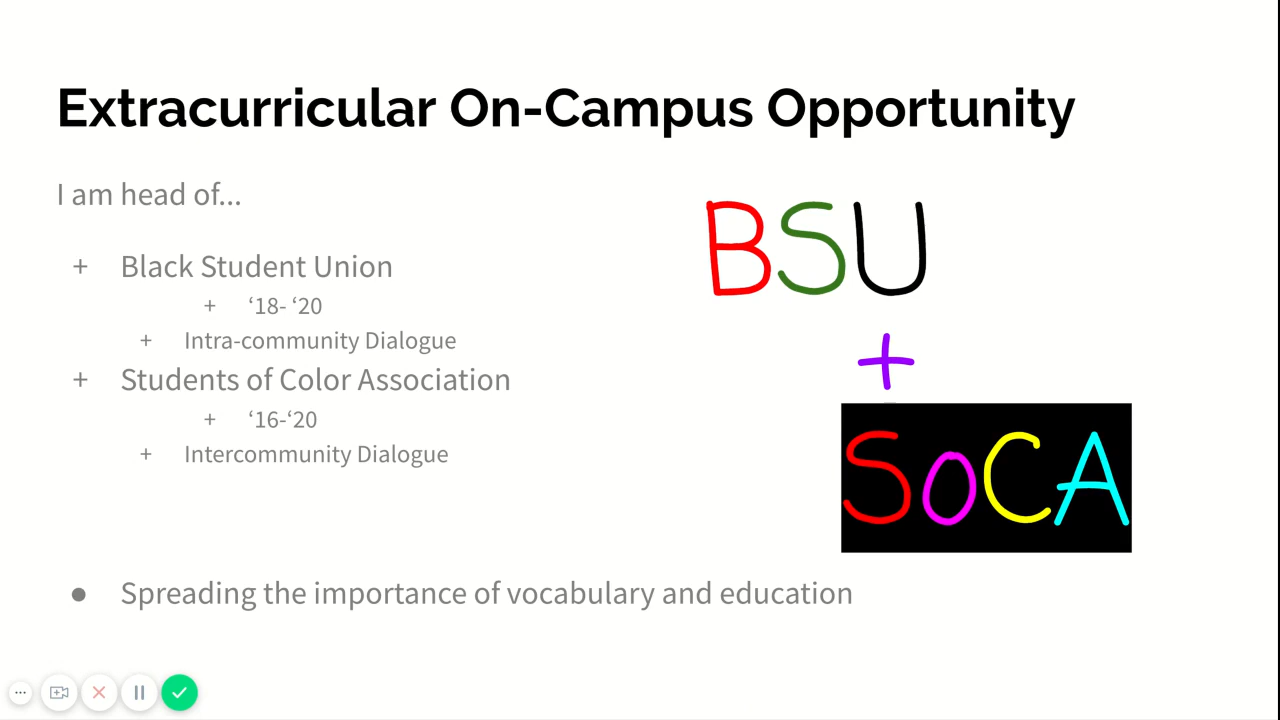 Extracurricular On-Campus Opportunity
I am head of...
+ Black Student Union
+ ‘18- ‘20
+ Intra-community Dialogue
+ Students of Color Association
+ ‘16-‘20
+ Intercommunity Dialogue
● Spreading the importance of vocabulary and education
BSU
+
SoCA